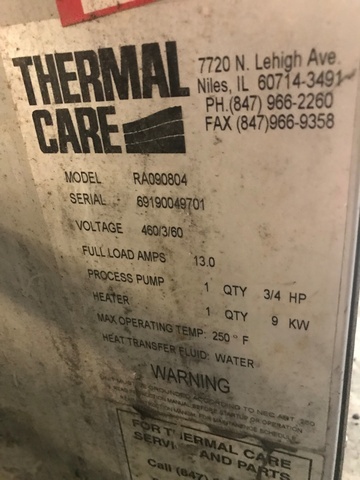 THERMAL CARE
7720 N. Lehigh Ave.
Niles, IL 60714-3491
PH.(847) 966-2260
FAX (847)966-9358
MODEL RA090804
SERIAL 69190049701
VOLTAGE 460/3/60
FULL LOAD AMPS 13.0
PROCESS PUMP 1 QTY 3/4 HP
HEATER 1 QTY 9 KW
MAX OPERATING TEMP: 250° F
HEAT TRANSFER FLUID: WATER
WARNING
FOR THERMAL CARE
AND PARTS
Call (847)